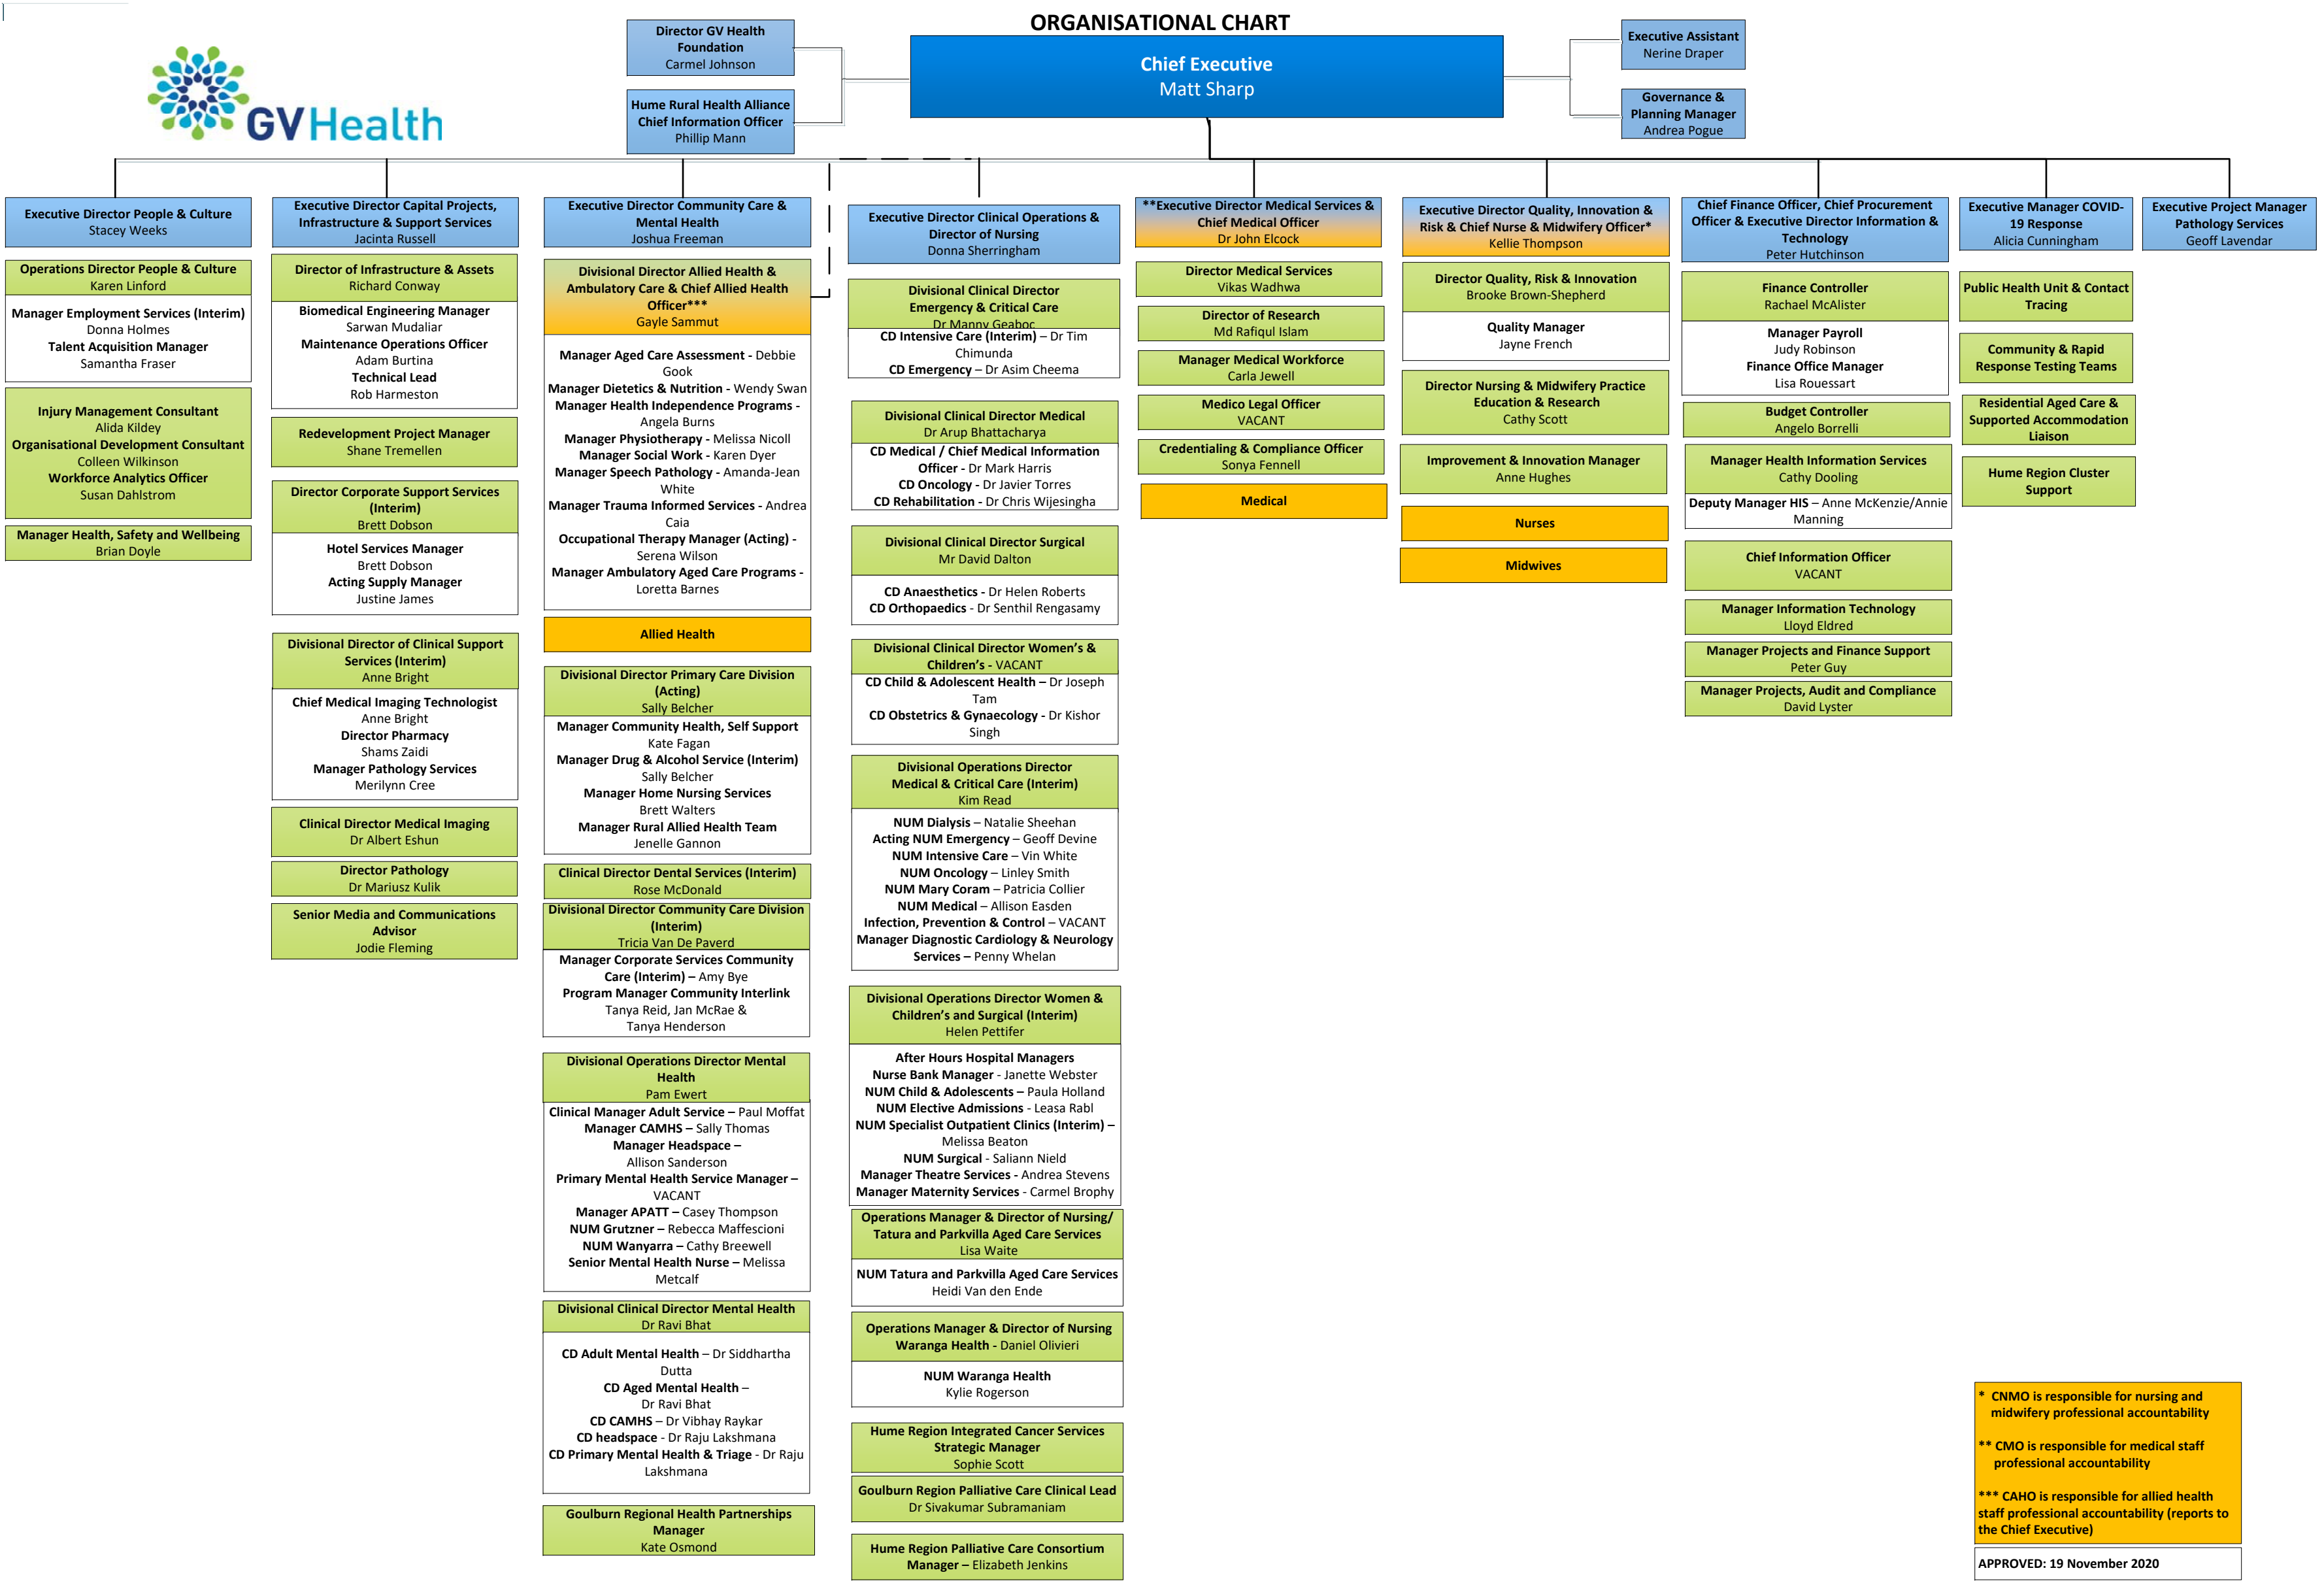 ORGANISATIONAL CHART
GVHealth
Director GV Health
Foundation
Carmel Johnson
Hume Rural Health Alliance
Chief Information Officer
Phillip Mann
Chief Executive
Matt Sharp
Executive Assistant
Nerine Draper
Governance &
Planning Manager
Andrea Pogue
Executive Director People & Culture
Stacey Weeks
Operations Director People & Culture
Karen Linford
Manager Employment Services (Interim)
Donna Holmes
Talent Acquisition Manager
Samantha Fraser
Injury Management Consultant
Alida Kildey
Organisational Development Consultant
Colleen Wilkinson
Workforce Analytics Officer
Susan Dahlstrom
Manager Health, Safety and Wellbeing
Brian Doyle
Executive Director Capital Projects,
Infrastructure & Support Services
Jacinta Russell
Director of Infrastructure & Assets
Richard Conway
Biomedical Engineering Manager
Sarwan Mudaliar
Maintenance Operations Officer
Adam Burtina
Technical Lead
Rob Harmeston
Redevelopment Project Manager
Shane Tremellen
Director Corporate Support Services
(Interim)
Brett Dobson
Hotel Services Manager
Brett Dobson
Acting Supply Manager
Justine James
Divisional Director of Clinical Support
Services (Interim)
Anne Bright
Chief Medical Imaging Technologist
Anne Bright
Director Pharmacy
Shams Zaidi
Manager Pathology Services
Merilynn Cree
Clinical Director Medical Imaging
Dr Albert Eshun
Director Pathology
Dr Mariusz Kulik
Senior Media and Communications
Advisor
Jodie Fleming
Executive Director Community Care &
Mental Health
Joshua Freeman
Divisional Director Allied Health &
Ambulatory Care & Chief Allied Health
Officer***
Gayle Sammut
Manager Aged Care Assessment - Debbie
Gook
Manager Dietetics & Nutrition - Wendy Swan
Manager Health Independence Programs -
Angela Burns
Manager Physiotherapy - Melissa Nicoll
Manager Social Work - Karen Dyer
Manager Speech Pathology - Amanda-Jean
White
Manager Trauma Informed Services - Andrea
Caia
Occupational Therapy Manager (Acting) -
Serena Wilson
Manager Ambulatory Aged Care Programs -
Loretta Barnes
Allied Health
Divisional Director Primary Care Division
(Acting)
Sally Belcher
Manager Community Health, Self Support
Kate Fagan
Manager Drug & Alcohol Service (Interim)
Sally Belcher
Manager Home Nursing Services
Brett Walters
Manager Rural Allied Health Team
Jenelle Gannon
Clinical Director Dental Services (Interim)
Rose McDonald
Divisional Director Community Care Division
(Interim)
Tricia Van De Paverd
Manager Corporate Services Community
Care (Interim) – Amy Bye
Program Manager Community Interlink
Tanya Reid, Jan McRae &
Tanya Henderson
Divisional Operations Director Mental
Health
Pam Ewert
Clinical Manager Adult Service – Paul Moffat
Manager CAMHS – Sally Thomas
Manager Headspace –
Allison Sanderson
Primary Mental Health Service Manager –
VACANT
Manager APATT – Casey Thompson
NUM Grutzner – Rebecca Maffescioni
NUM Wanyarra – Cathy Breewell
Senior Mental Health Nurse – Melissa
Metcalf
Divisional Clinical Director Mental Health
Dr Ravi Bhat
CD Adult Mental Health – Dr Siddhartha
Dutta
CD Aged Mental Health –
Dr Ravi Bhat
CD CAMHS – Dr Vibhay Raykar
CD headspace - Dr Raju Lakshmana
CD Primary Mental Health & Triage - Dr Raju
Lakshmana
Goulburn Regional Health Partnerships
Manager
Kate Osmond
Executive Director Clinical Operations &
Director of Nursing
Donna Sherringham
Divisional Clinical Director
Emergency & Critical Care
Dr Manny Geaboc
CD Intensive Care (Interim) – Dr Tim
Chimunda
CD Emergency – Dr Asim Cheema
Divisional Clinical Director Medical
Dr Arup Bhattacharya
CD Medical / Chief Medical Information
Officer - Dr Mark Harris
CD Oncology - Dr Javier Torres
CD Rehabilitation - Dr Chris Wijesingha
Divisional Clinical Director Surgical
Mr David Dalton
CD Anaesthetics - Dr Helen Roberts
CD Orthopaedics - Dr Senthil Rengasamy
Divisional Clinical Director Women’s &
Children’s - VACANT
CD Child & Adolescent Health – Dr Joseph
Tam
CD Obstetrics & Gynaecology - Dr Kishor
Singh
Divisional Operations Director
Medical & Critical Care (Interim)
Kim Read
NUM Dialysis – Natalie Sheehan
Acting NUM Emergency – Geoff Devine
NUM Intensive Care – Vin White
NUM Oncology – Linley Smith
NUM Mary Coram – Patricia Collier
NUM Medical – Allison Easden
Infection, Prevention & Control – VACANT
Manager Diagnostic Cardiology & Neurology
Services – Penny Whelan
Divisional Operations Director Women &
Children’s and Surgical (Interim)
Helen Pettifer
After Hours Hospital Managers
Nurse Bank Manager - Janette Webster
NUM Child & Adolescents – Paula Holland
NUM Elective Admissions - Leasa Rabl
NUM Specialist Outpatient Clinics (Interim) –
Melissa Beaton
NUM Surgical - Saliann Nield
Manager Theatre Services - Andrea Stevens
Manager Maternity Services - Carmel Brophy
Operations Manager & Director of Nursing/
Tatura and Parkvilla Aged Care Services
Lisa Waite
NUM Tatura and Parkvilla Aged Care Services
Heidi Van den Ende
Operations Manager & Director of Nursing
Waranga Health - Daniel Olivieri
NUM Waranga Health
Kylie Rogerson
Hume Region Integrated Cancer Services
Strategic Manager
Sophie Scott
Goulburn Region Palliative Care Clinical Lead
Dr Sivakumar Subramaniam
Hume Region Palliative Care Consortium
Manager – Elizabeth Jenkins
**Executive Director Medical Services &
Chief Medical Officer
Dr John Elcock
Director Medical Services
Vikas Wadhwa
Director of Research
Md Rafiqul Islam
Manager Medical Workforce
Carla Jewell
Medico Legal Officer
VACANT
Credentialing & Compliance Officer
Sonya Fennell
Medical
Executive Director Quality, Innovation &
Risk & Chief Nurse & Midwifery Officer*
Kellie Thompson
Director Quality, Risk & Innovation
Brooke Brown-Shepherd
Quality Manager
Jayne French
Director Nursing & Midwifery Practice
Education & Research
Cathy Scott
Improvement & Innovation Manager
Anne Hughes
Nurses
Midwives
Chief Finance Officer, Chief Procurement
Officer & Executive Director Information &
Technology
Peter Hutchinson
Finance Controller
Rachael McAlister
Manager Payroll
Judy Robinson
Finance Office Manager
Lisa Rouessart
Budget Controller
Angelo Borrelli
Manager Health Information Services
Cathy Dooling
Deputy Manager HIS – Anne McKenzie/Annie
Manning
Chief Information Officer
VACANT
Manager Information Technology
Lloyd Eldred
Manager Projects and Finance Support
Peter Guy
Manager Projects, Audit and Compliance
David Lyster
Executive Manager COVID-
19 Response
Alicia Cunningham
Public Health Unit & Contact
Tracing
Community & Rapid
Response Testing Teams
Residential Aged Care &
Supported Accommodation
Liaison
Hume Region Cluster
Support
Executive Project Manager
Pathology Services
Geoff Lavendar
* CNMO is responsible for nursing and
midwifery professional accountability
** CMO is responsible for medical staff
professional accountability
*** CAHO is responsible for allied health
staff professional accountability (reports to
the Chief Executive)
APPROVED: 19 November 2020